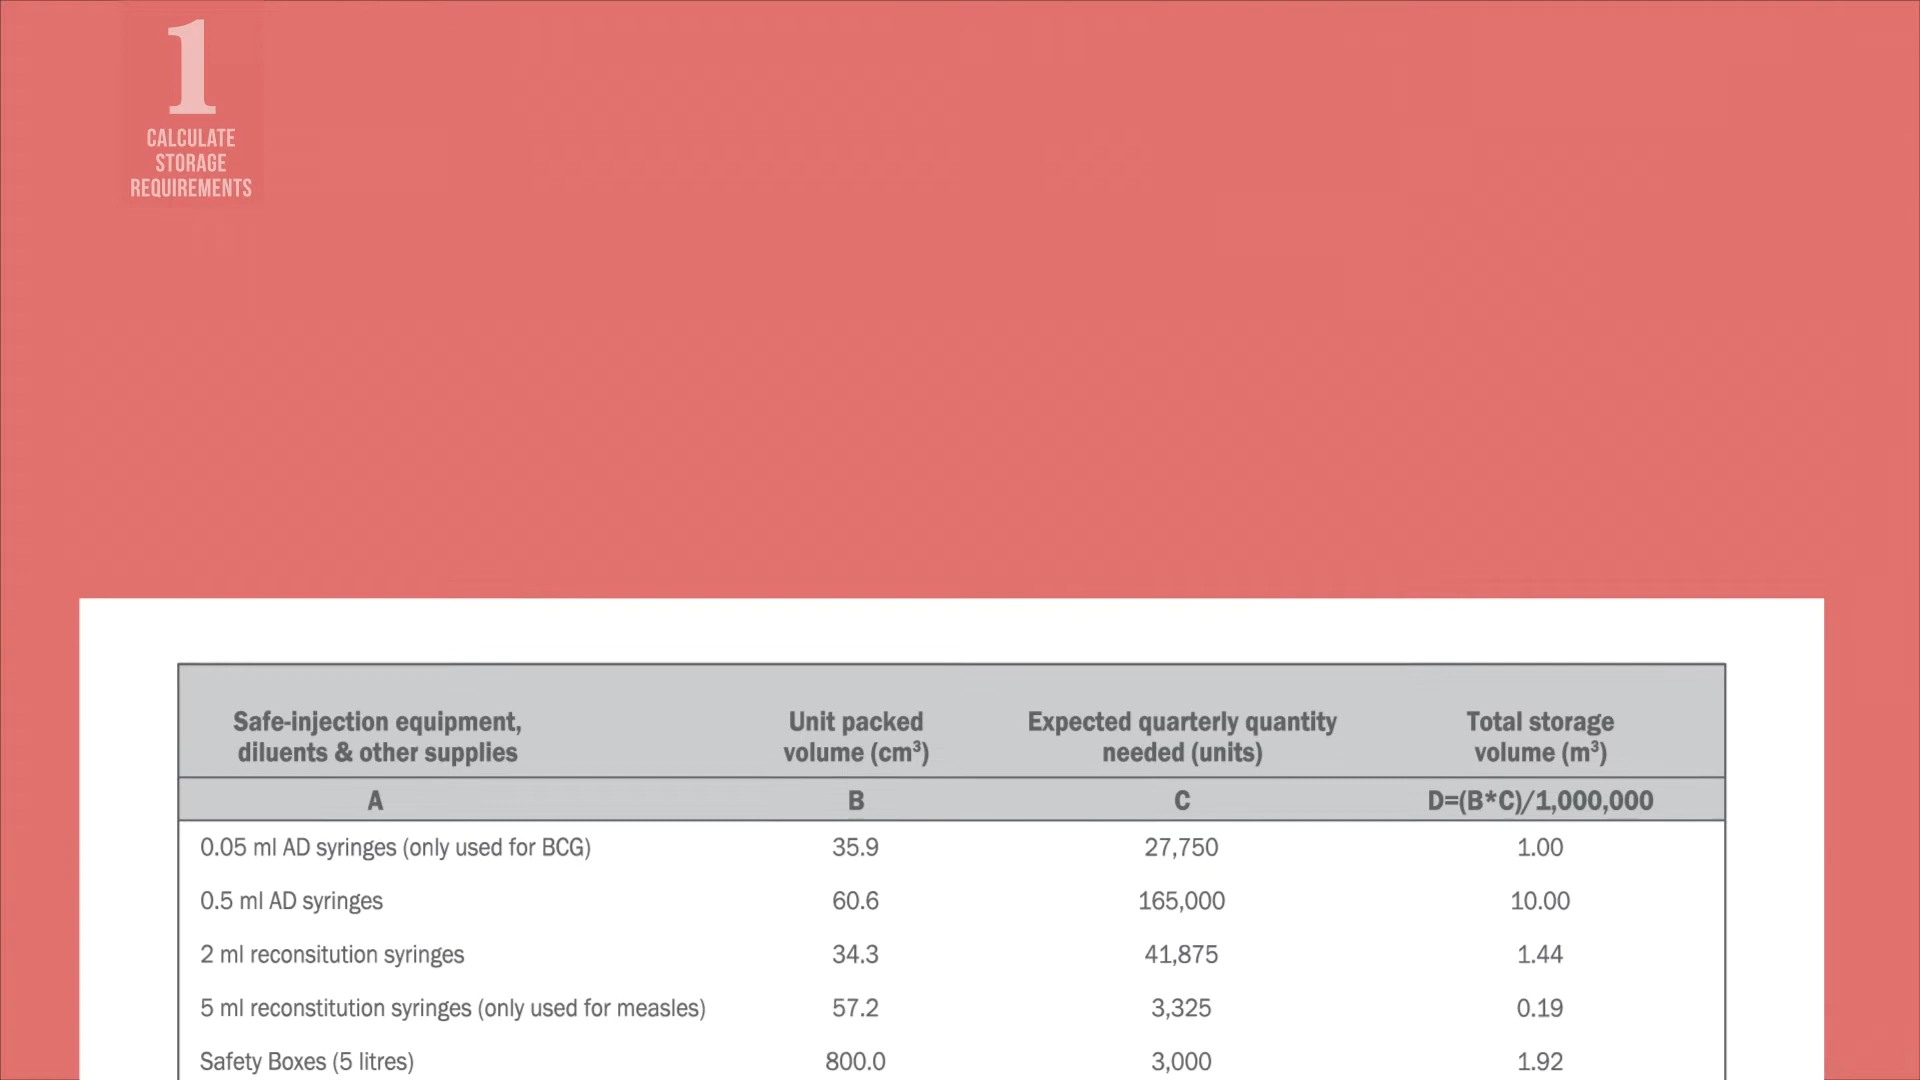 1
CALCULATE
STORAGE
REQUIREMENTS
Safe-injection equipment, diluents & other supplies Unit packed volume (cm³) Expected quarterly quantity needed (units) Total storage volume (m³)
A B C D=(B*C)/1,000,000
0.05 ml AD syringes (only used for BCG) 35.9 27,750 1.00
0.5 ml AD syringes 60.6 165,000 10.00
2 ml reconsitution syringes 34.3 41,875 1.44
5 ml reconstitution syringes (only used for measles) 57.2 3,325 0.19
Safety Boxes (5 litres) 800.0 3,000 1.92